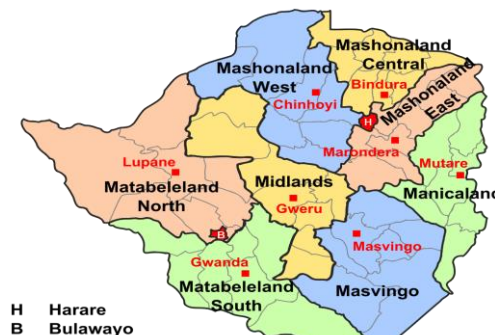 Mashonaland
Central
Bindura
Mashonaland
West
Chinhoyi
Mashonaland
East
H
Marondera
Mutare
Manicaland
Lupane
Matabeleland
North
Midlands
Gweru
B
Masvingo
Gwanda
Matabeleland
South
Masvingo
H Harare
B Bulawayo